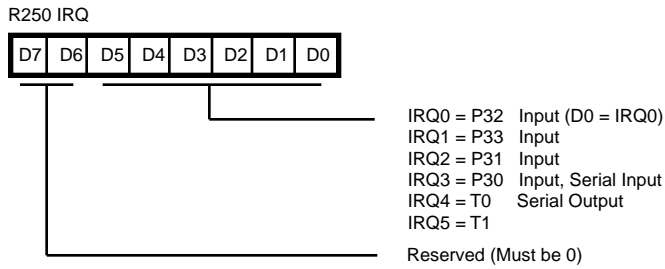 R250 IRQ
D7 D6 D5 D4 D3 D2 D1 D0
IRQ0 = P32 Input (D0 = IRQ0)
IRQ1 = P33 Input
IRQ2 = P31 Input
IRQ3 = P30 Input, Serial Input
IRQ4 = T0 Serial Output
IRQ5 = T1
Reserved (Must be 0)